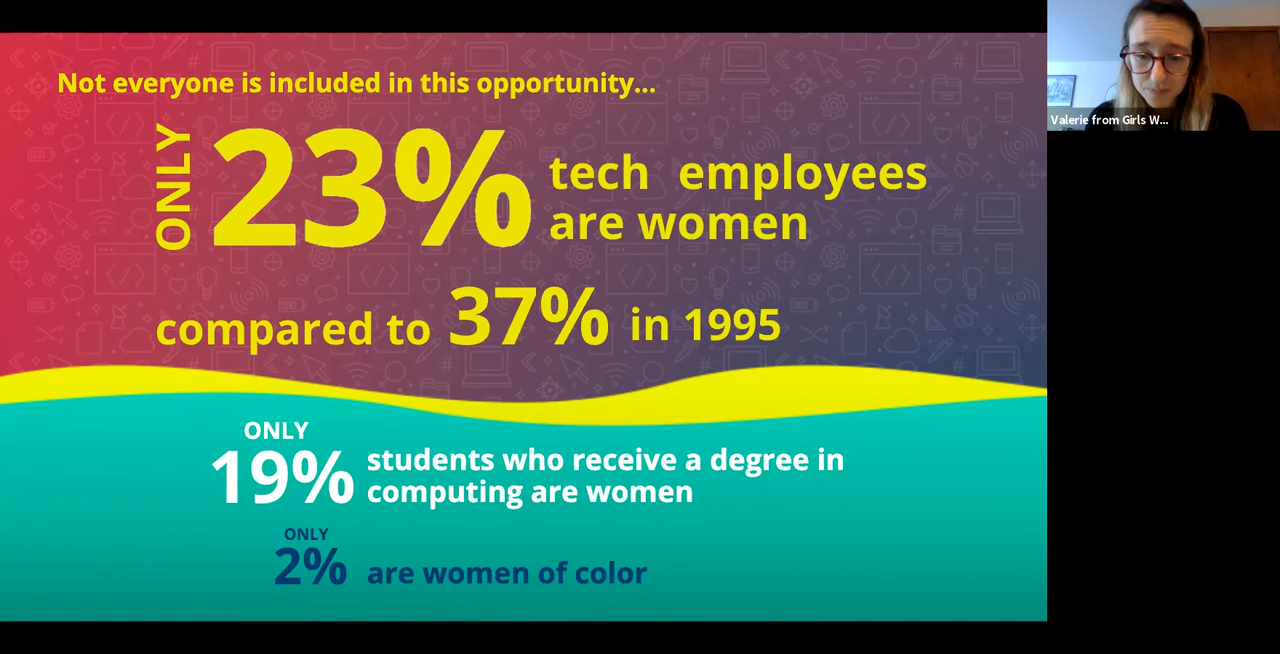 Not everyone is included in this opportunity...
ONLY
23%
tech employees
are women
compared to 37% in 1995
ONLY
19%
students who receive a degree in
computing are women
ONLY
2% are women of color
Valerie from Girls W...